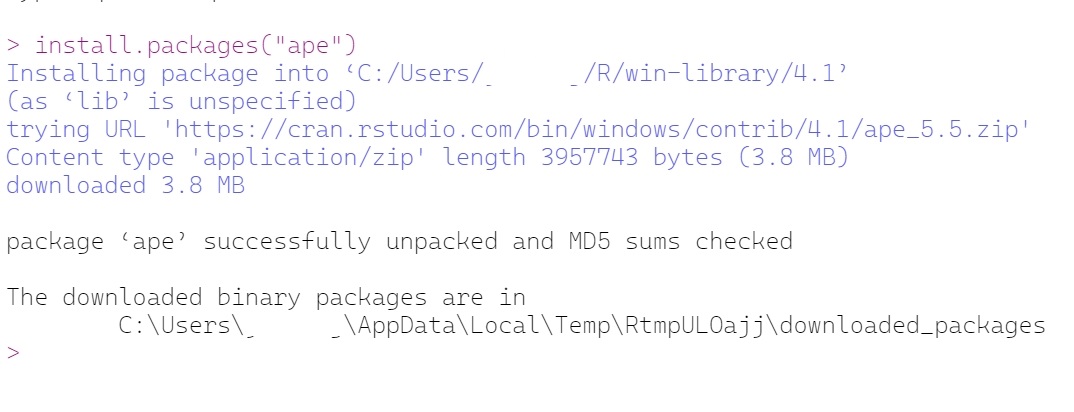 > install.packages("ape")
Installing package into ‘C:/Users/ /R/win-library/4.1’
(as ‘lib’ is unspecified)
trying URL 'https://cran.rstudio.com/bin/windows/contrib/4.1/ape_5.5.zip'
Content type 'application/zip' length 3957743 bytes (3.8 MB)
downloaded 3.8 MB
package ‘ape’ successfully unpacked and MD5 sums checked
The downloaded binary packages are in
C:\Users\ \AppData\Local\Temp\RtmpULOajj\downloaded_packages
>